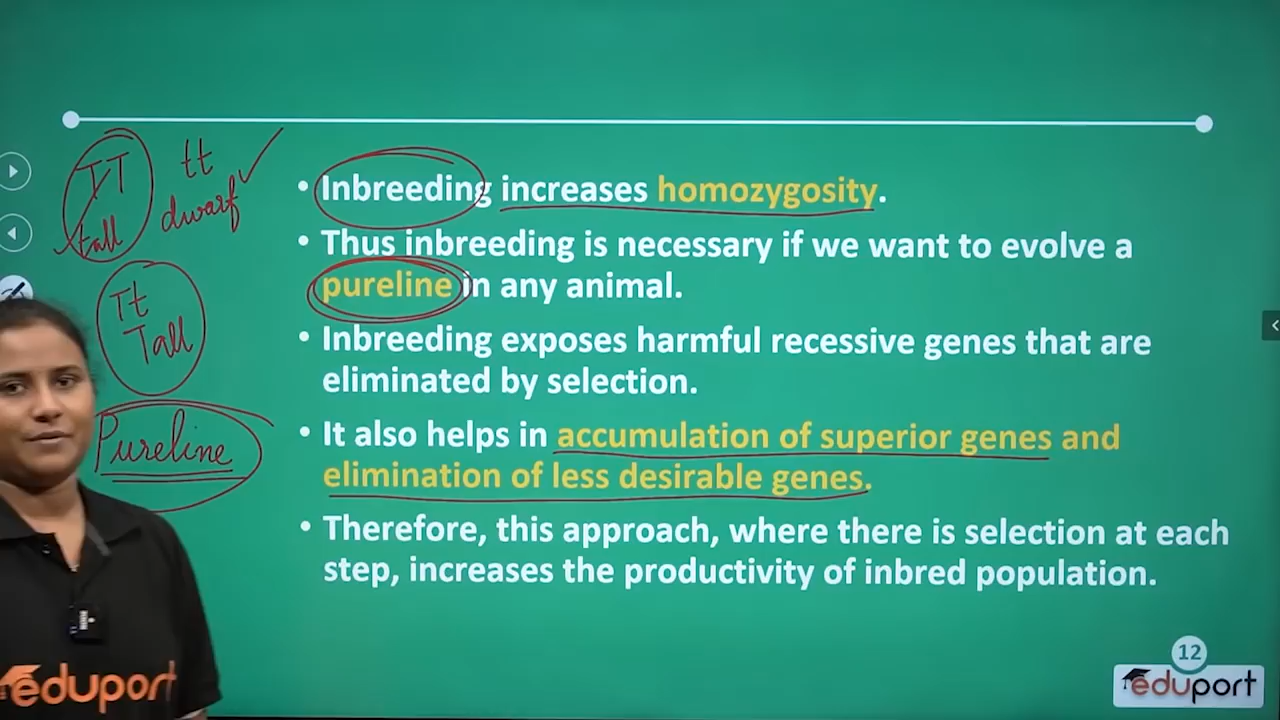 TT
tall
tt
dwarf
Tt
Tall
Pureline
• Inbreeding increases homozygosity.
• Thus inbreeding is necessary if we want to evolve a
pureline in any animal.
• Inbreeding exposes harmful recessive genes that are
eliminated by selection.
• It also helps in accumulation of superior genes and
elimination of less desirable genes.
• Therefore, this approach, where there is selection at each
step, increases the productivity of inbred population.
eduport
12
eduport